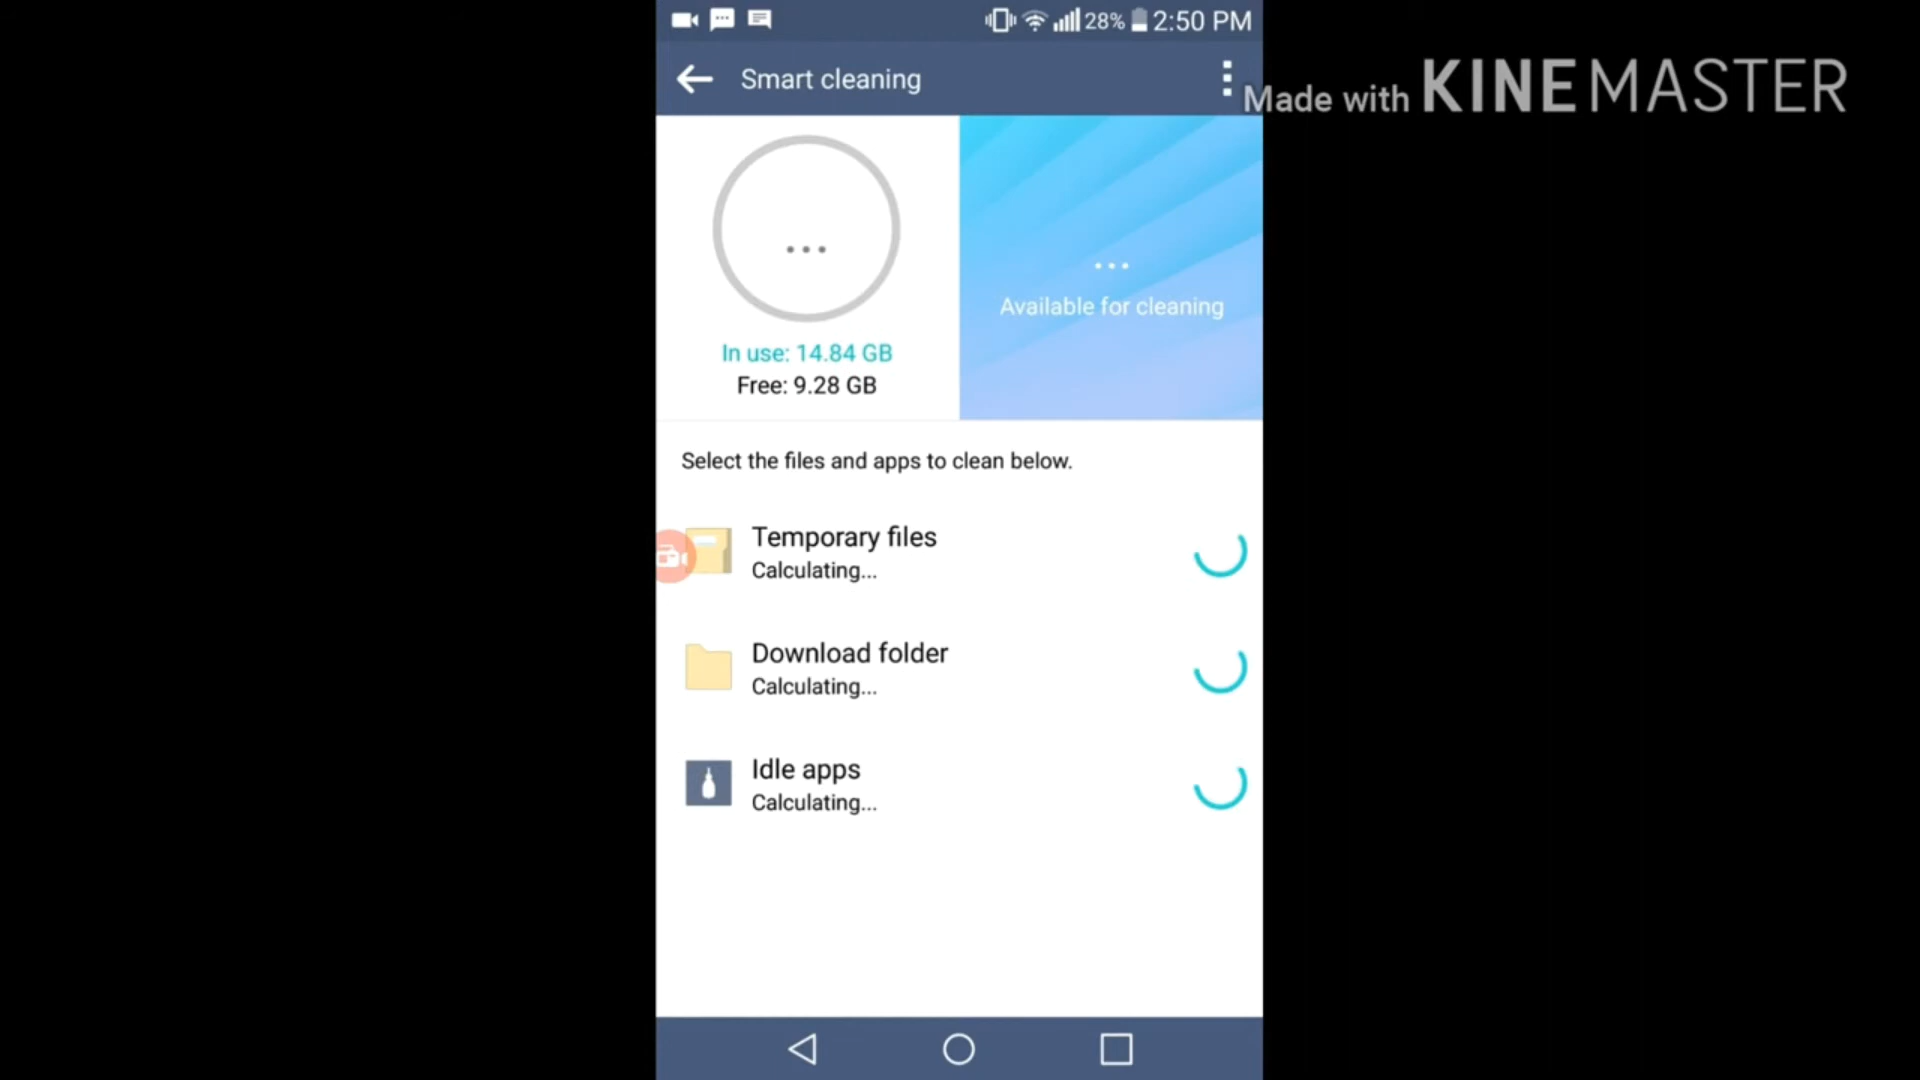 28% 2:50 PM
Smart cleaning
Made with KINEMASTER
In use: 14.84 GB
Free: 9.28 GB
...
Available for cleaning
Select the files and apps to clean below.
Temporary files
Calculating...
Download folder
Calculating...
Idle apps
Calculating...